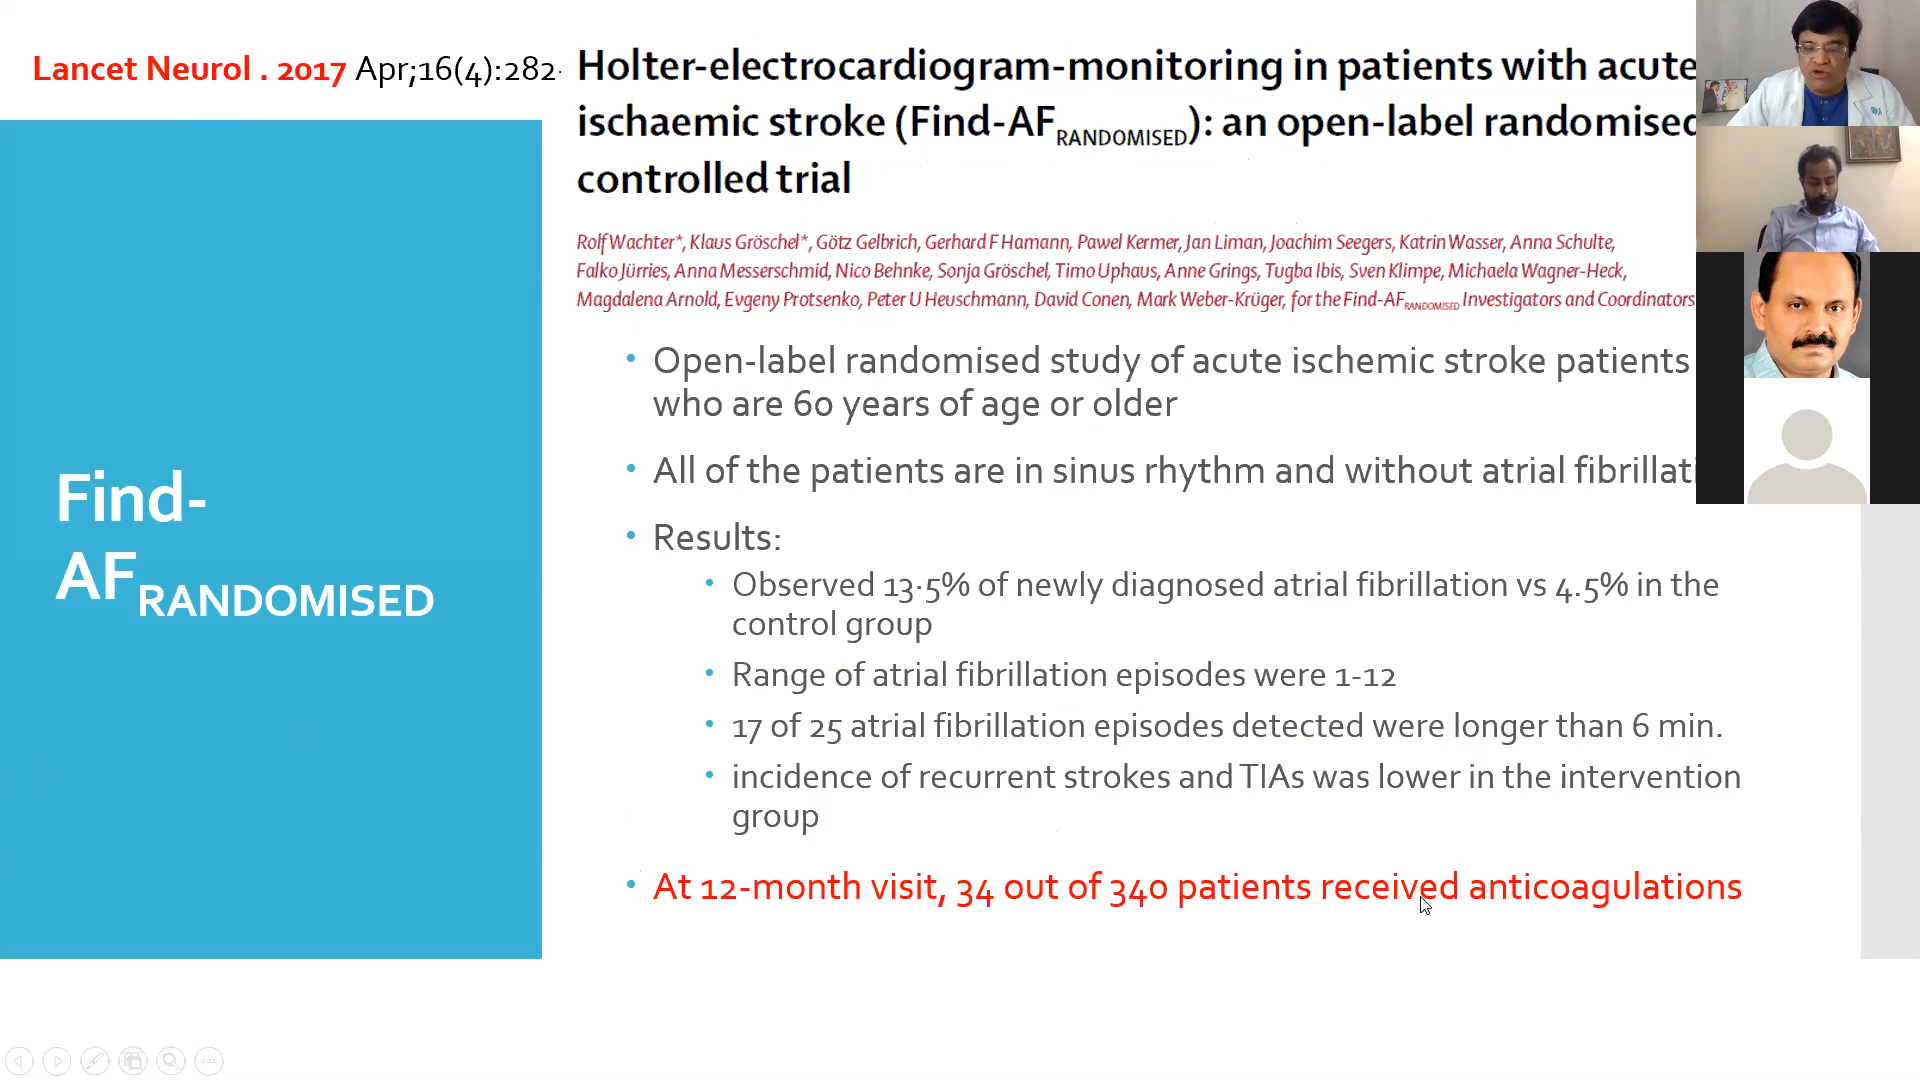 Lancet Neurol . 2017 Apr;16(4):282-
Holter-electrocardiogram-monitoring in patients with acute
ischaemic stroke (Find-AFRANDOMISED): an open-label randomised
controlled trial
Rolf Wachter*, Klaus Gröschel*, Götz Gelbrich, Gerhard F Hamann, Pawel Kermer, Jan Liman, Joachim Seegers, Katrin Wasser, Anna Schulte,
Falko Jürries, Anna Messerschmid, Nico Behnke, Sonja Gröschel, Timo Uphaus, Anne Grings, Tugba Ibis, Sven Klimpe, Michaela Wagner-Heck,
Magdalena Arnold, Evgeny Protsenko, Peter U Heuschmann, David Conen, Mark Weber-Krüger, for the Find-AFRANDOMISED Investigators and Coordinators
Find-
AFRANDOMISED
• Open-label randomised study of acute ischemic stroke patients
who are 60 years of age or older
• All of the patients are in sinus rhythm and without atrial fibrillati
• Results:
• Observed 13·5% of newly diagnosed atrial fibrillation vs 4.5% in the
control group
• Range of atrial fibrillation episodes were 1-12
• 17 of 25 atrial fibrillation episodes detected were longer than 6 min.
• incidence of recurrent strokes and TIAs was lower in the intervention
group
• At 12-month visit, 34 out of 340 patients received anticoagulations